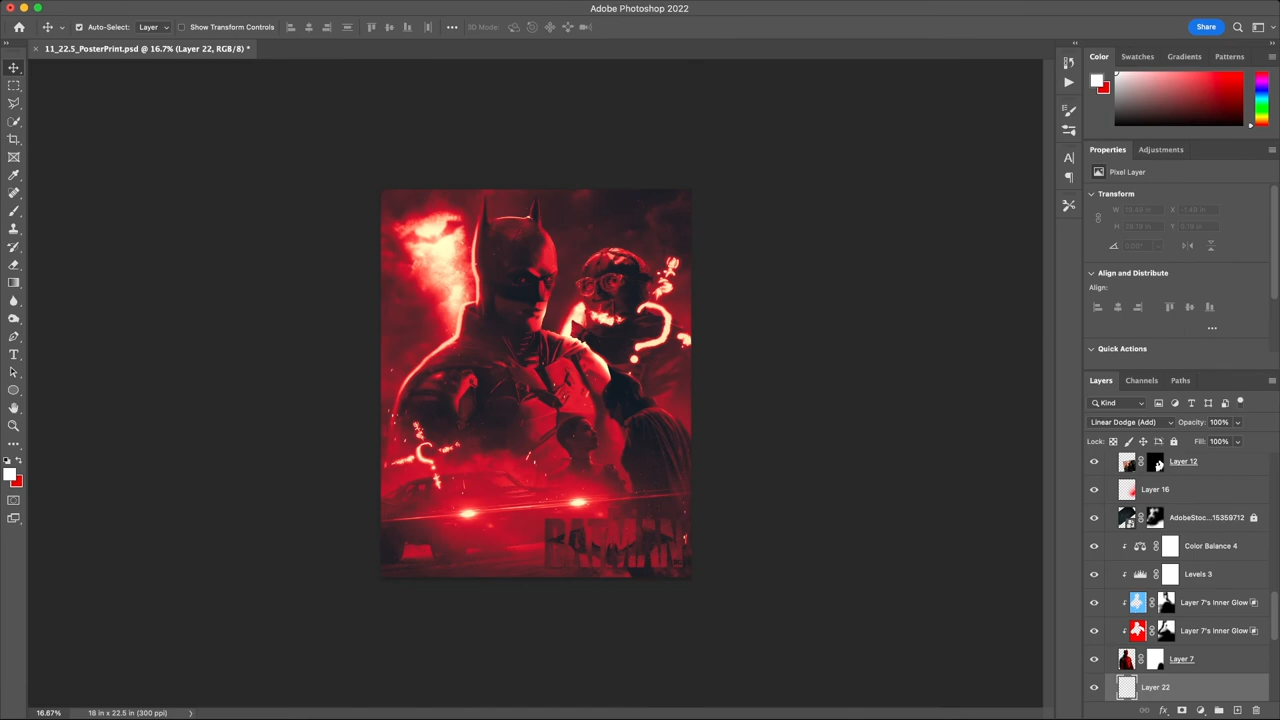 Adobe Photoshop 2022
Auto-Select: Layer Show Transform Controls 3D Mode: Share
11_22.5_PosterPrint.psd @ 16.7% (Layer 22, RGB/8) *
Color Swatches Gradients Patterns
Properties Adjustments
Pixel Layer
Transform
W X
H Y
0.00°
Align and Distribute
Align:
Quick Actions
Layers Channels Paths
Kind
Linear Dodge (Add) Opacity: 100%
Lock: Fill: 100%
Layer 12
Layer 16
AdobeStoc...15359712
Color Balance 4
Levels 3
Layer 7's Inner Glow
Layer 7's Inner Glow
Layer 7
Layer 22
BATMAN
16.67% 18 in x 22.5 in (300 ppi)